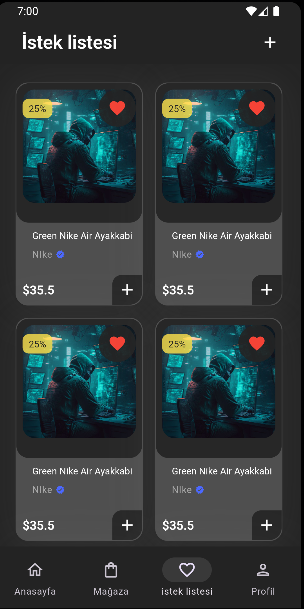 7:00
İstek listesi
25%
25%
Green Nike Air Ayakkabi
Green Nike Air Ayakkabi
NIke
NIke
$35.5
$35.5
25%
25%
Green Nike Air Ayakkabi
Green Nike Air Ayakkabi
NIke
NIke
$35.5
$35.5
Anasayfa
Mağaza
istek listesi
Profil